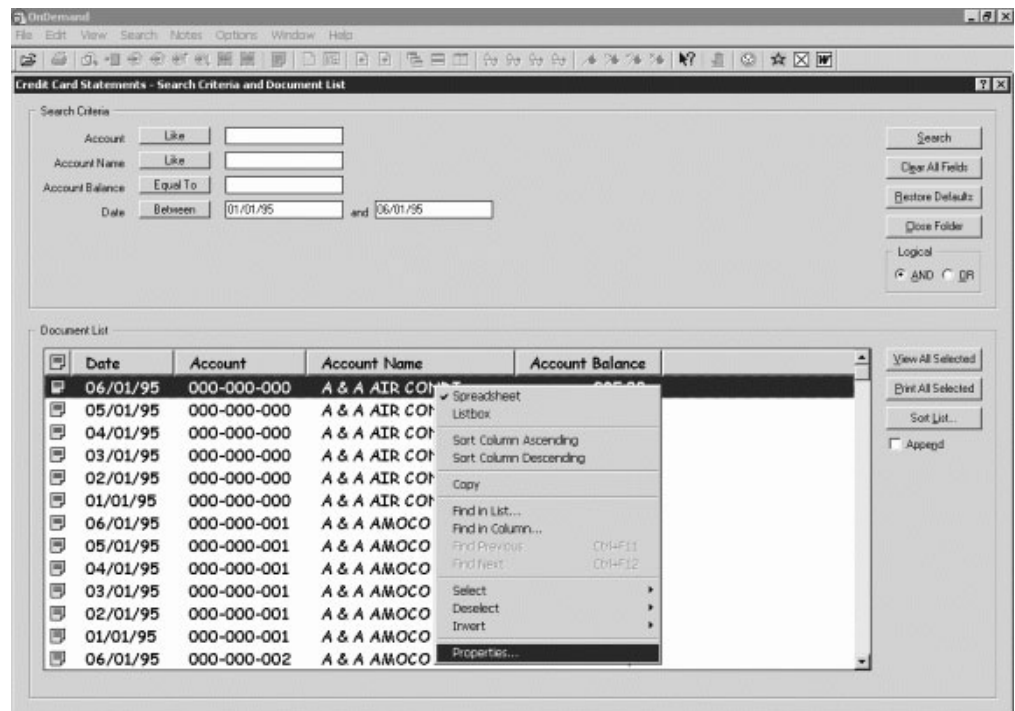 OnDemand
File Edit View Search Notes Options Window Help
Credit Card Statements - Search Criteria and Document List
Search Criteria
Account Like
Account Name Like
Account Balance Equal To
Date Between 01/01/95 and 06/01/95
Search
Clear All Fields
Restore Defaults
Close Folder
Logical
AND OR
Document List
Date Account Account Name Account Balance
06/01/95 000-000-000 A & A AIR
05/01/95 000-000-000 A & A AIR
04/01/95 000-000-000 A & A AIR
03/01/95 000-000-000 A & A AIR
02/01/95 000-000-000 A & A AIR
01/01/95 000-000-000 A & A AIR
06/01/95 000-000-001 A & A AMOCO
05/01/95 000-000-001 A & A AMOCO
04/01/95 000-000-001 A & A AMOCO
03/01/95 000-000-001 A & A AMOCO
02/01/95 000-000-001 A & A AMOCO
01/01/95 000-000-001 A & A AMOCO
06/01/95 000-000-002 A & A AMOCO
Spreadsheet
Listbox
Sort Column Ascending
Sort Column Descending
Copy
Find in List...
Find in Column...
Find Previous Ctrl+F11
Find Next Ctrl+F12
Select
Deselect
Invert
Properties...
View All Selected
Print All Selected
Sort List...
Append